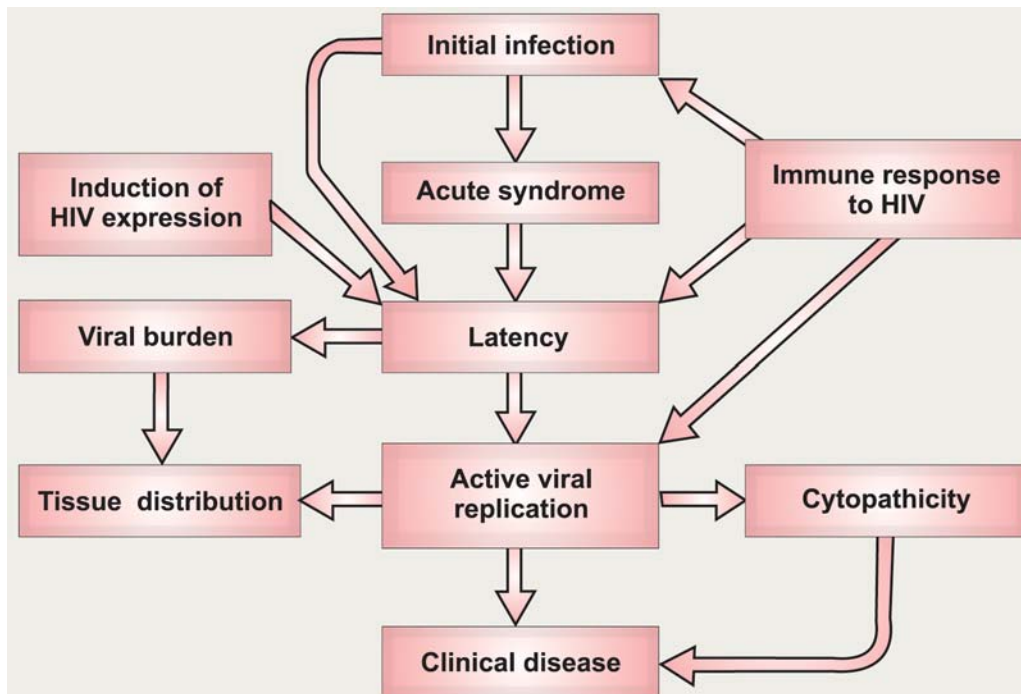 Initial infection
Induction of
HIV expression
Acute syndrome
Immune response
to HIV
Viral burden
Latency
Tissue distribution
Active viral
replication
Cytopathicity
Clinical disease